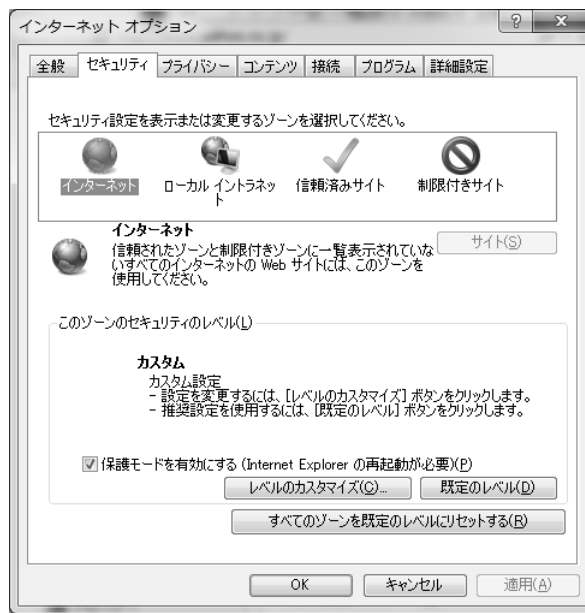 インターネット オプション
全般 セキュリティ プライバシー コンテンツ 接続 プログラム 詳細設定
セキュリティ設定を表示または変更するゾーンを選択してください。
インターネット ローカル イントラネッ 信頼済みサイト 制限付きサイト
ト
インターネット
サイト(S)
信頼されたゾーンと制限付きゾーンに一覧表示されていな
いすべてのインターネットの Web サイトには、このゾーンを
使用してください。
このゾーンのセキュリティのレベル(L)
カスタム
カスタム設定
- 設定を変更するには、[レベルのカスタマイズ] ボタンをクリックします。
- 推奨設定を使用するには、[既定のレベル] ボタンをクリックします。
保護モードを有効にする (Internet Explorer の再起動が必要)(P)
レベルのカスタマイズ(C)... 既定のレベル(D)
すべてのゾーンを既定のレベルにリセットする(R)
OK キャンセル 適用(A)